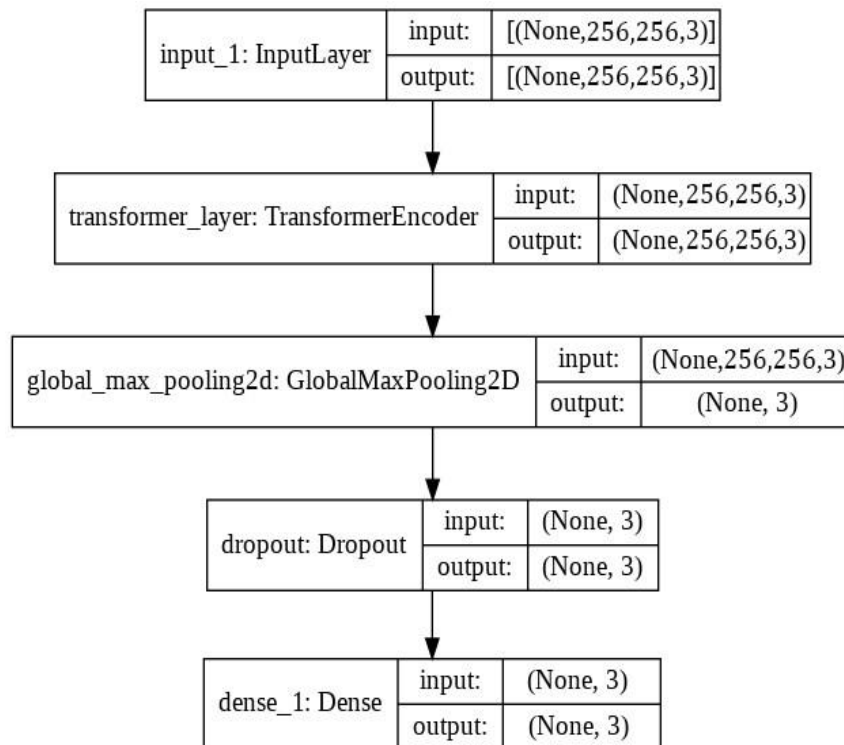 input_1: InputLayer
input: [(None,256,256,3)]
output: [(None,256,256,3)]
transformer_layer: TransformerEncoder
input: (None,256,256,3)
output: (None,256,256,3)
global_max_pooling2d: GlobalMaxPooling2D
input: (None,256,256,3)
output: (None, 3)
dropout: Dropout
input: (None, 3)
output: (None, 3)
dense_1: Dense
input: (None, 3)
output: (None, 3)